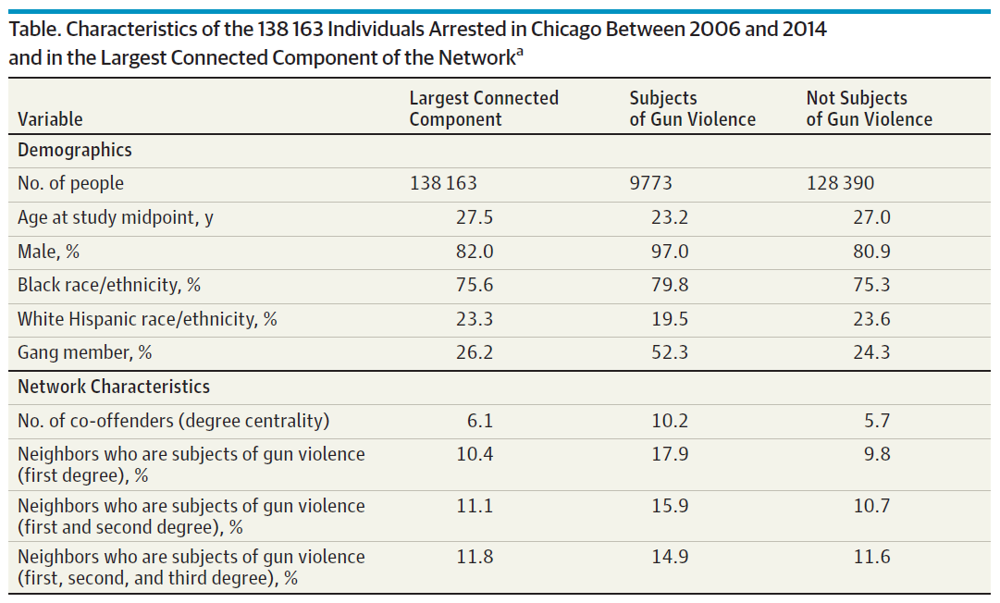 Table. Characteristics of the 138 163 Individuals Arrested in Chicago Between 2006 and 2014
and in the Largest Connected Component of the Networkᵃ
Variable Largest Connected Component Subjects of Gun Violence Not Subjects of Gun Violence
Demographics
No. of people 138 163 9773 128 390
Age at study midpoint, y 27.5 23.2 27.0
Male, % 82.0 97.0 80.9
Black race/ethnicity, % 75.6 79.8 75.3
White Hispanic race/ethnicity, % 23.3 19.5 23.6
Gang member, % 26.2 52.3 24.3
Network Characteristics
No. of co-offenders (degree centrality) 6.1 10.2 5.7
Neighbors who are subjects of gun violence 10.4 17.9 9.8
(first degree), %
Neighbors who are subjects of gun violence 11.1 15.9 10.7
(first and second degree), %
Neighbors who are subjects of gun violence 11.8 14.9 11.6
(first, second, and third degree), %